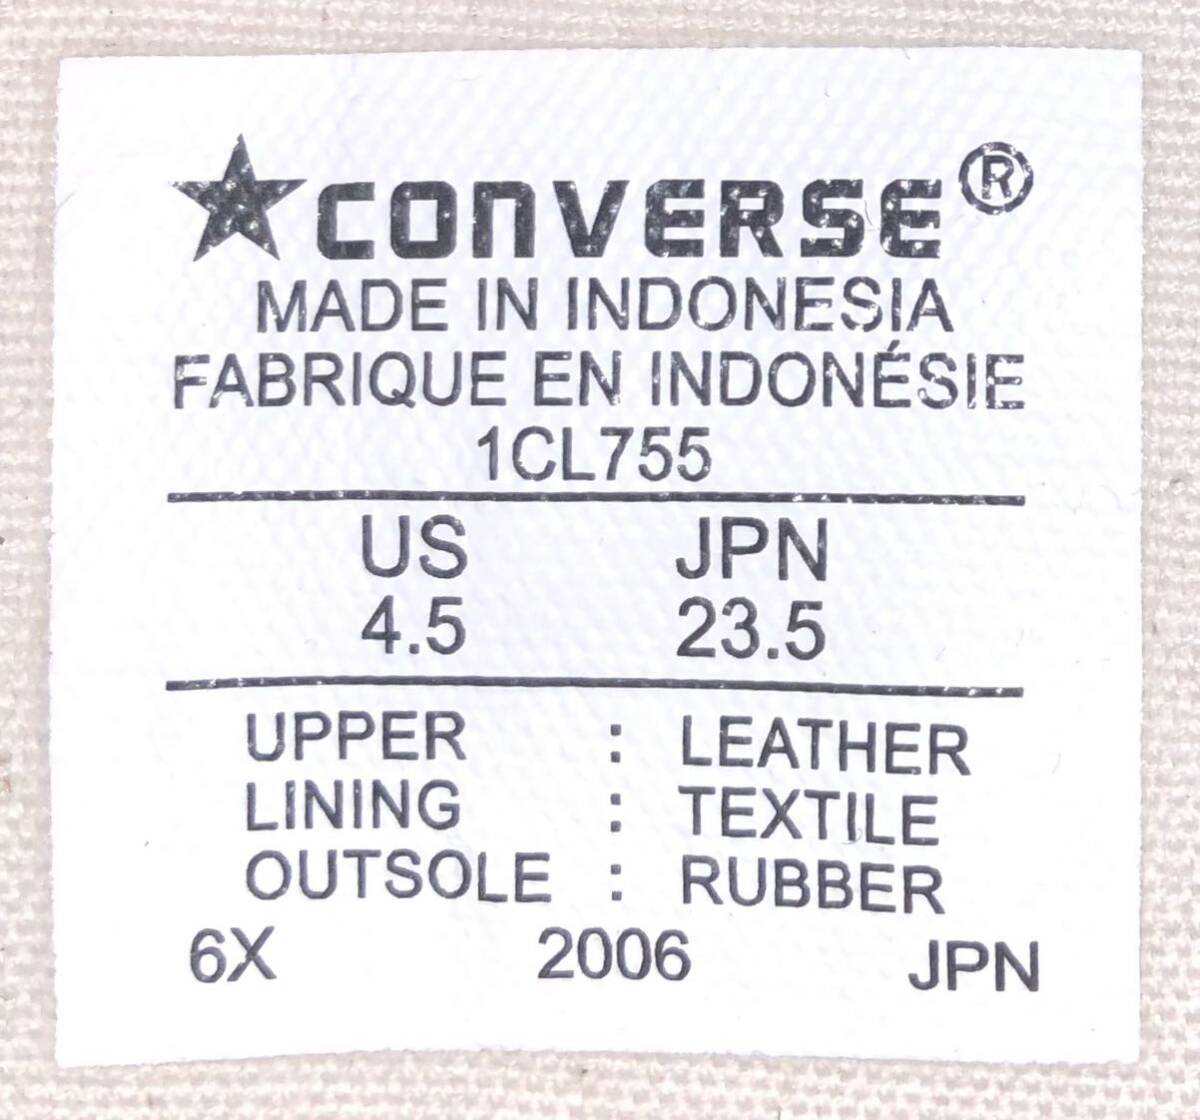 CONVERSE®
MADE IN INDONESIA
FABRIQUE EN INDONÉSIE
1CL755
US JPN
4.5 23.5
UPPER : LEATHER
LINING : TEXTILE
OUTSOLE : RUBBER
6X 2006 JPN